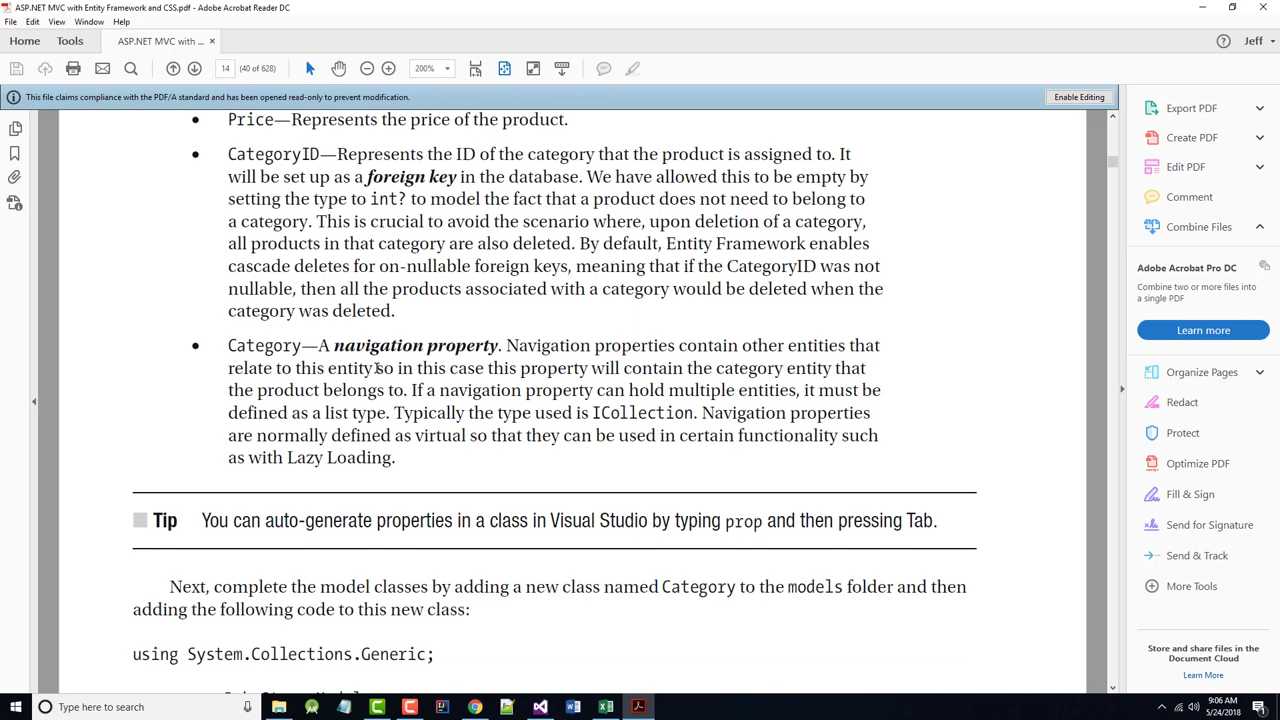 ASP.NET MVC with Entity Framework and CSS.pdf - Adobe Acrobat Reader DC
File Edit View Window Help
Home Tools ASP.NET MVC with ... × Jeff
14 (40 of 628) 200%
This file claims compliance with the PDF/A standard and has been opened read-only to prevent modification. Enable Editing
• Price—Represents the price of the product.
• CategoryID—Represents the ID of the category that the product is assigned to. It
will be set up as a foreign key in the database. We have allowed this to be empty by
setting the type to int? to model the fact that a product does not need to belong to
a category. This is crucial to avoid the scenario where, upon deletion of a category,
all products in that category are also deleted. By default, Entity Framework enables
cascade deletes for on-nullable foreign keys, meaning that if the CategoryID was not
nullable, then all the products associated with a category would be deleted when the
category was deleted.
• Category—A navigation property. Navigation properties contain other entities that
relate to this entity so in this case this property will contain the category entity that
the product belongs to. If a navigation property can hold multiple entities, it must be
defined as a list type. Typically the type used is ICollection. Navigation properties
are normally defined as virtual so that they can be used in certain functionality such
as with Lazy Loading.
Tip You can auto-generate properties in a class in Visual Studio by typing prop and then pressing Tab.
Next, complete the model classes by adding a new class named Category to the models folder and then
adding the following code to this new class:
using System.Collections.Generic;
Export PDF
Create PDF
Edit PDF
Comment
Combine Files
Adobe Acrobat Pro DC
Combine two or more files into
a single PDF
Learn more
Organize Pages
Redact
Protect
Optimize PDF
Fill & Sign
Send for Signature
Send & Track
More Tools
Store and share files in the
Document Cloud
Learn More
Type here to search
9:06 AM
5/24/2018